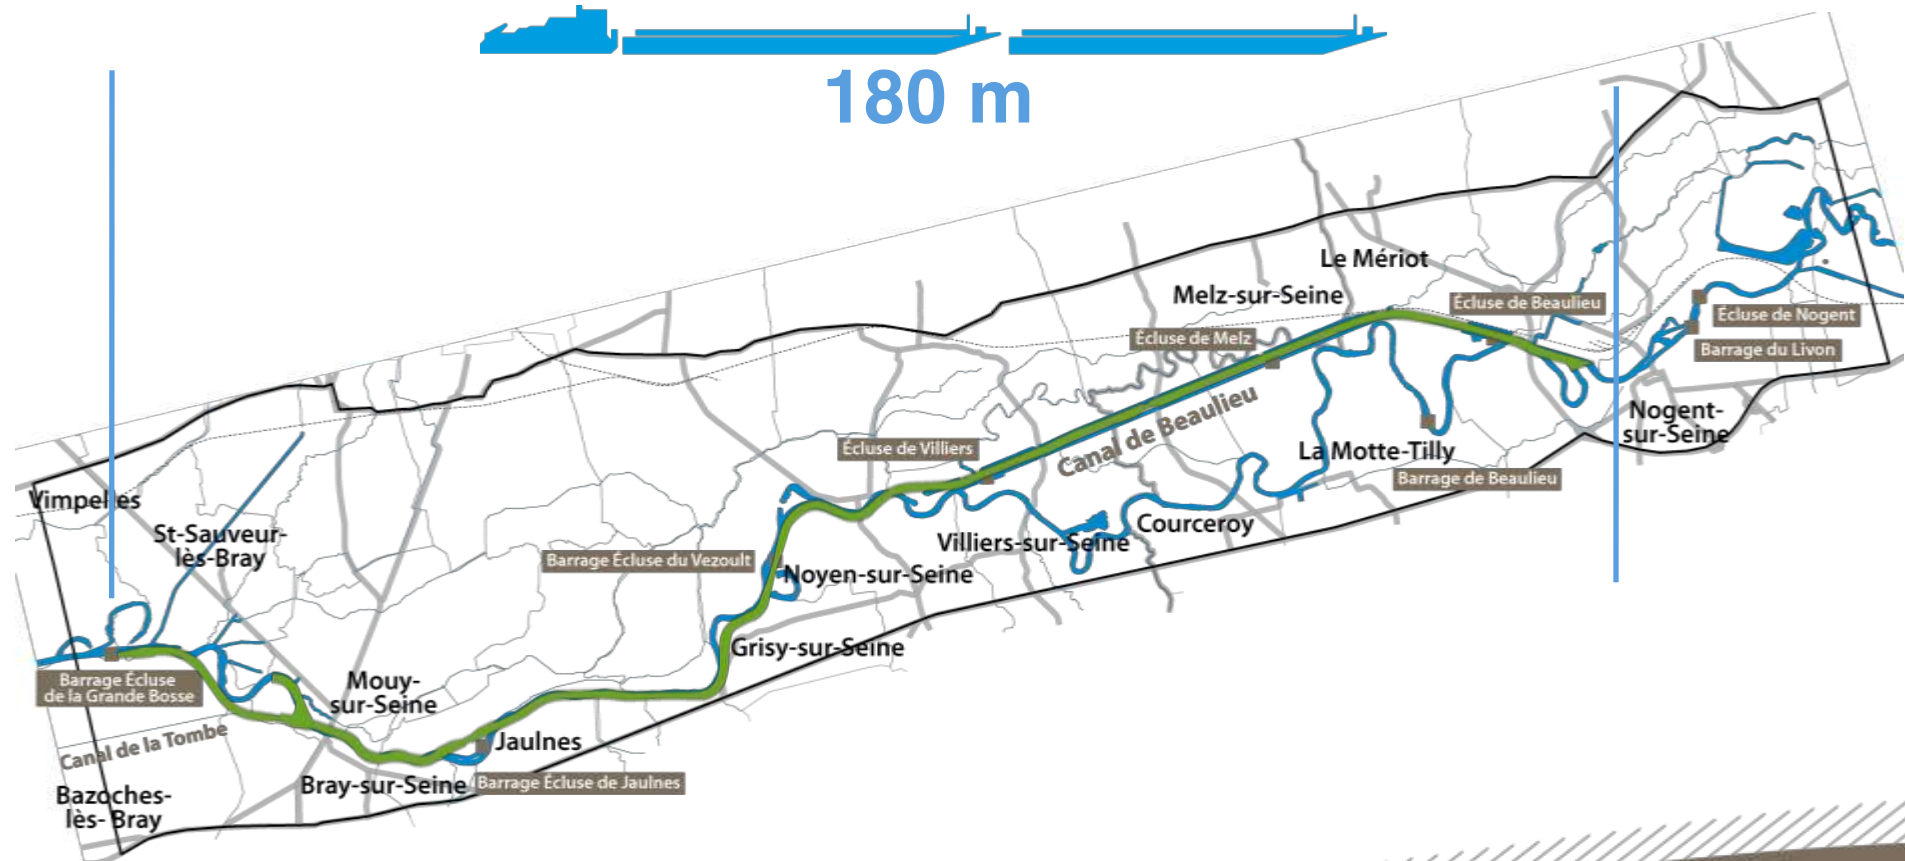 180 m
Le Mériot
Melz-sur-Seine
Écluse de Beaulieu
Écluse de Nogent
Écluse de Melz
Barrage du Livon
Nogent-
sur-Seine
Canal de Beaulieu
Écluse de Villiers
La Motte-Tilly
Barrage de Beaulieu
Vimpelles
St-Sauveur-
lès-Bray
Courceroy
Villiers-sur-Seine
Barrage Écluse du Vezoult
Noyen-sur-Seine
Grisy-sur-Seine
Barrage Écluse
de la Grande Bosse
Mouy-
sur-Seine
Canal de la Tombe
Jaulnes
Bray-sur-Seine
Barrage Écluse de Jaulnes
Bazoches-
lès- Bray